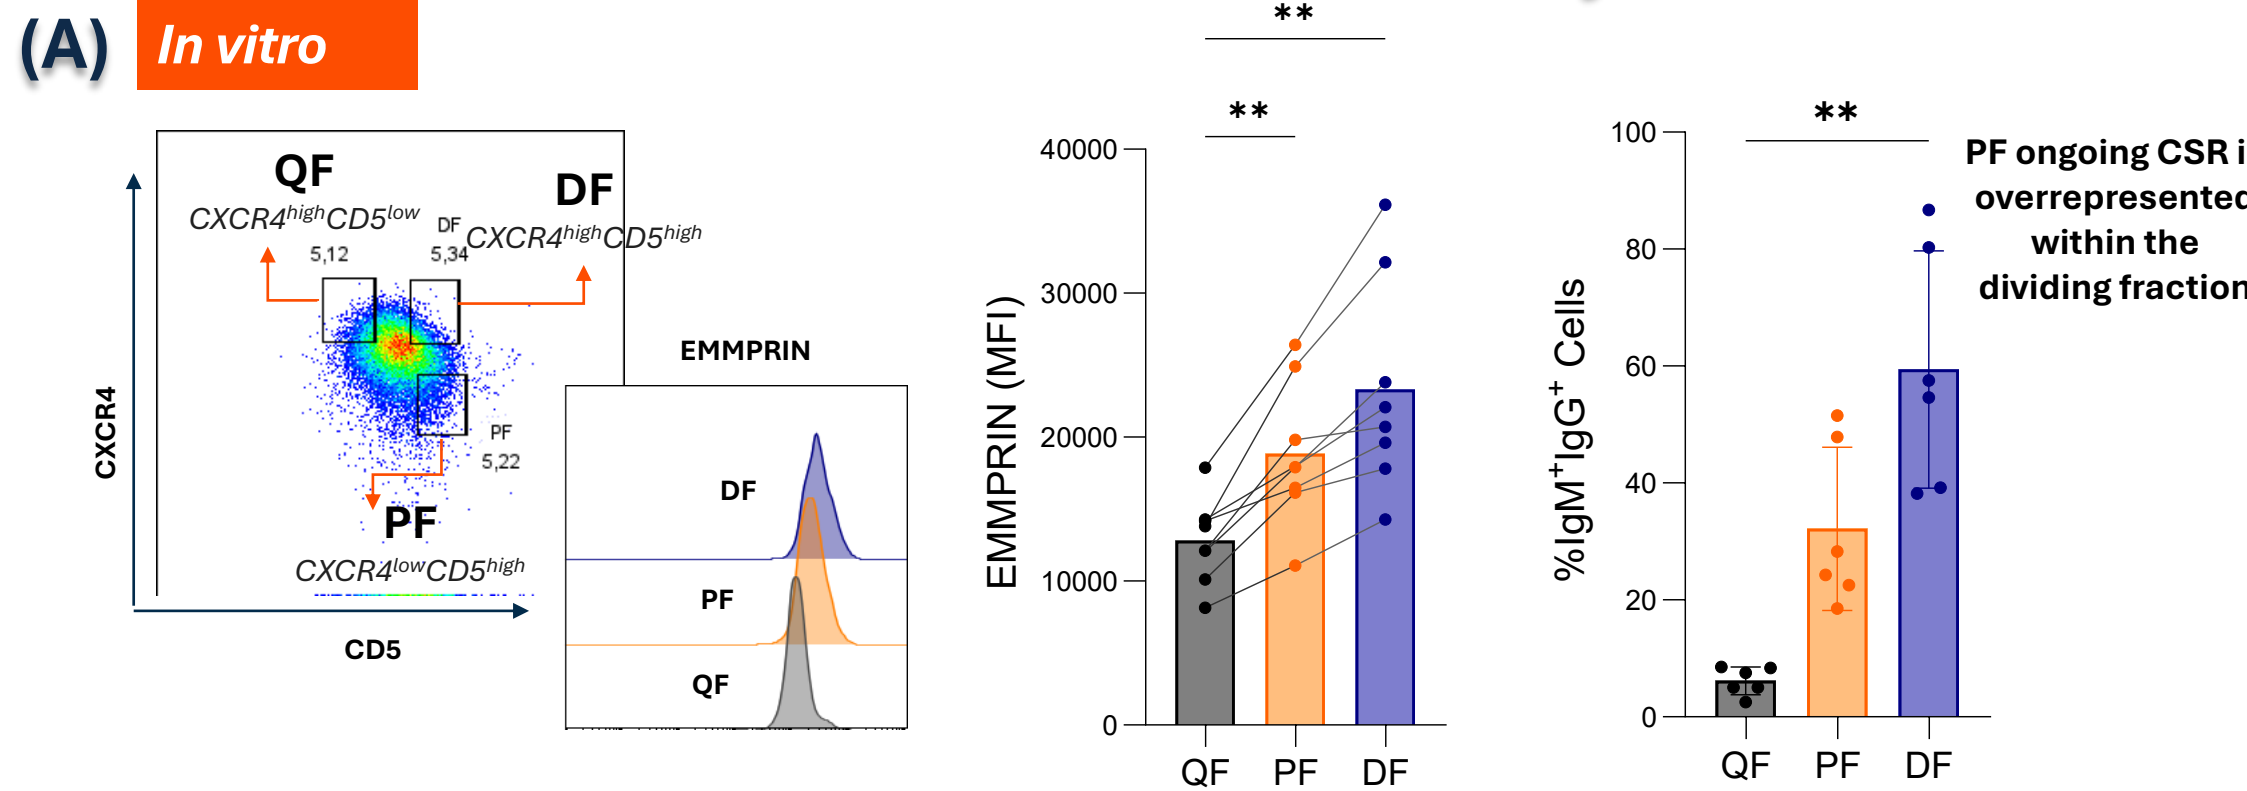 (A) In vitro
QF
CXCR4highCD5low
5,12
DF
5,34
DF
CXCR4highCD5high
PF
5,22
PF
CXCR4lowCD5high
CXCR4
CD5
EMMPRIN
DF
PF
QF
**
**
EMMPRIN (MFI)
40000
30000
20000
10000
0
QF PF DF
**
%IgM+IgG+ Cells
100
80
60
40
20
0
QF PF DF
PF ongoing CSR i
overrepresented
within the
dividing fraction